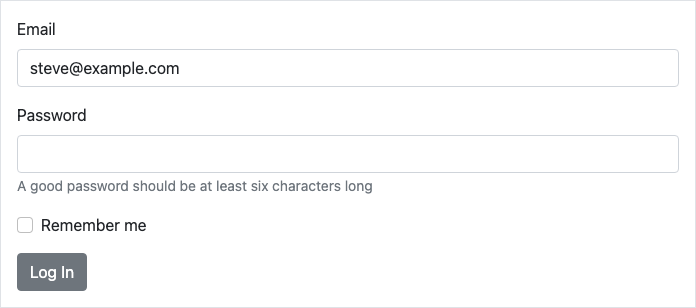 Email
steve@example.com
Password
A good password should be at least six characters long
Remember me
Log In